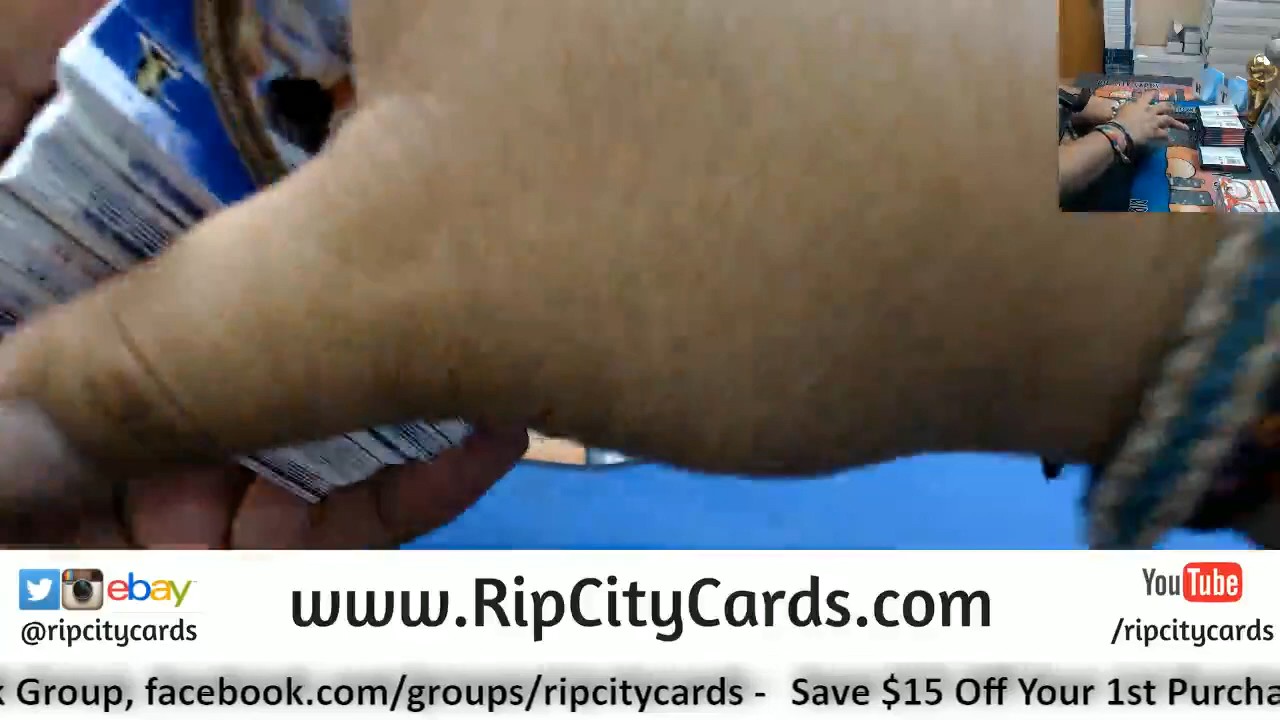 ebay
@ripcitycards
www.RipCityCards.com
YouTube
/ripcitycards
k Group, facebook.com/groups/ripcitycards - Save $15 Off Your 1st Purcha